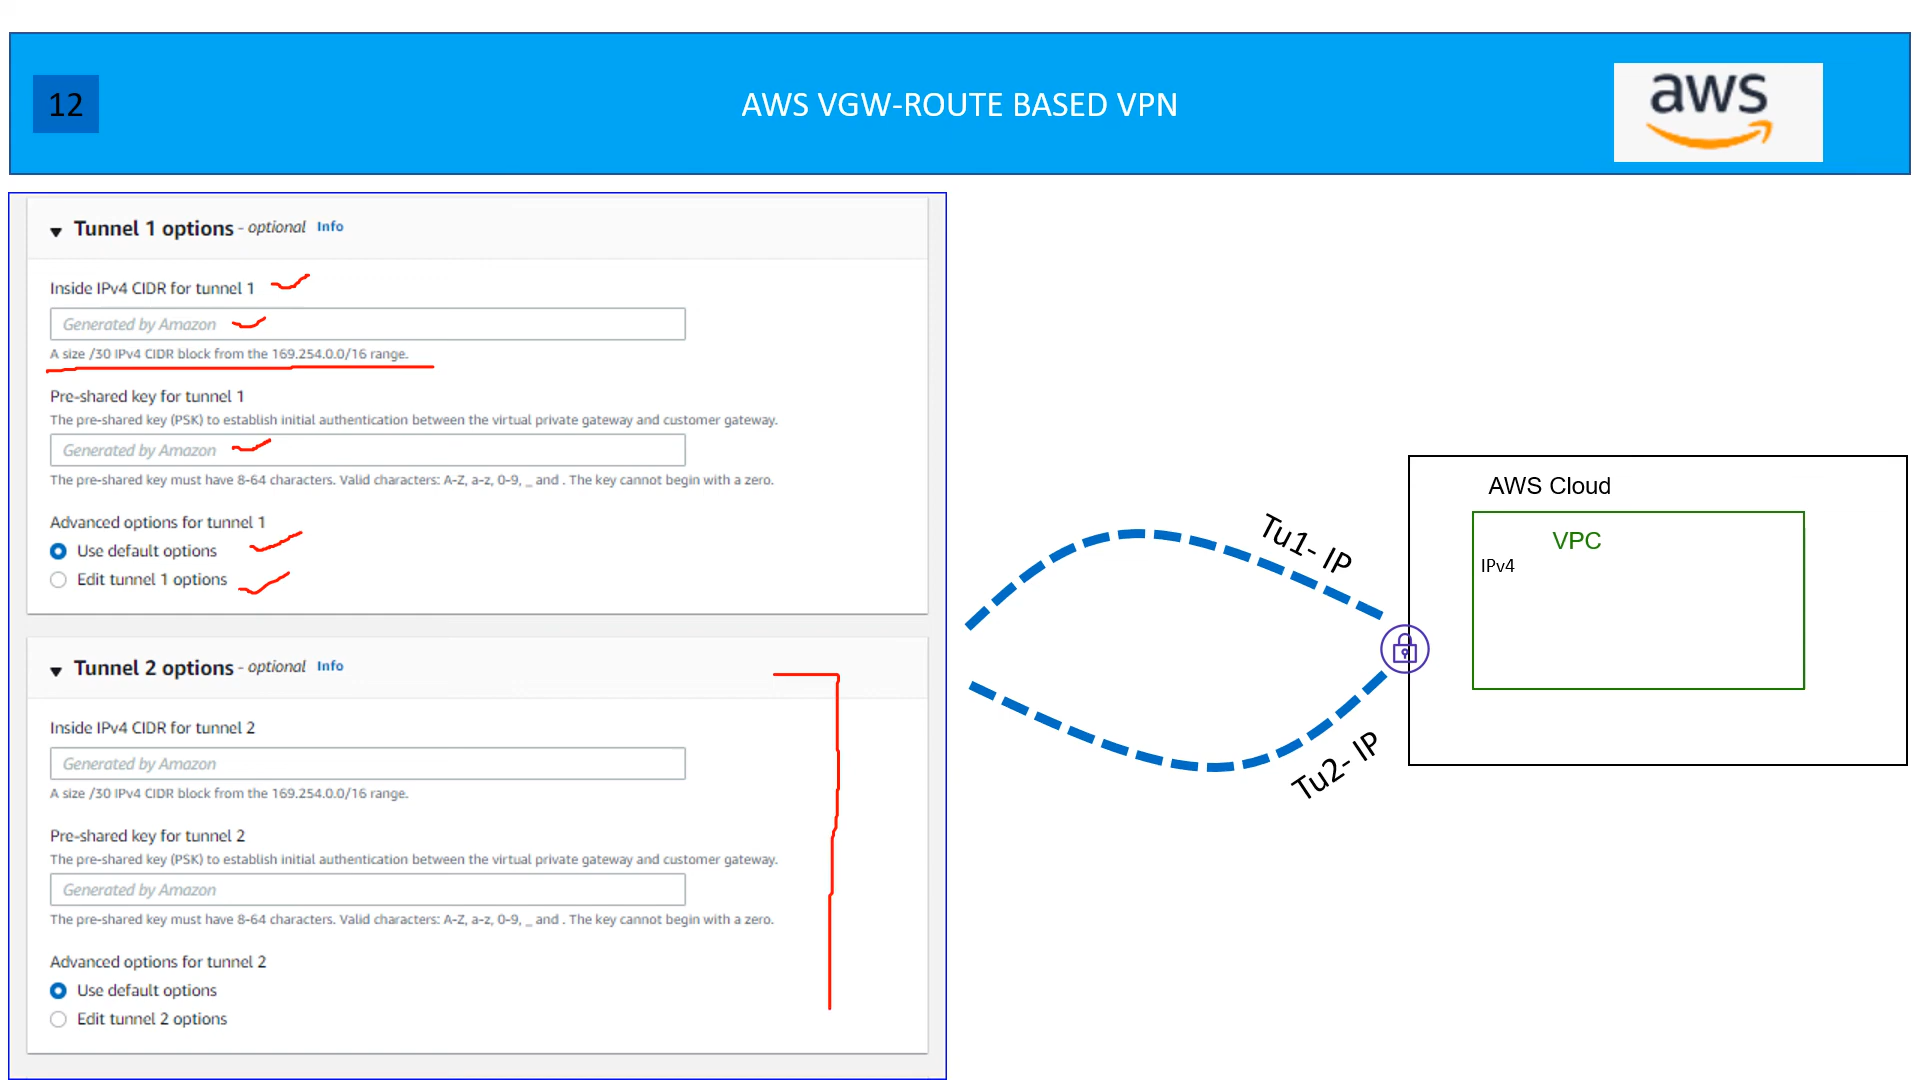 12
AWS VGW-ROUTE BASED VPN
aws
Tunnel 1 options - optional Info
Inside IPv4 CIDR for tunnel 1
Generated by Amazon
A size /30 IPv4 CIDR block from the 169.254.0.0/16 range.
Pre-shared key for tunnel 1
The pre-shared key (PSK) to establish initial authentication between the virtual private gateway and customer gateway.
Generated by Amazon
The pre-shared key must have 8-64 characters. Valid characters: A-Z, a-z, 0-9, _ and . The key cannot begin with a zero.
Advanced options for tunnel 1
Use default options
Edit tunnel 1 options
Tunnel 2 options - optional Info
Inside IPv4 CIDR for tunnel 2
Generated by Amazon
A size /30 IPv4 CIDR block from the 169.254.0.0/16 range.
Pre-shared key for tunnel 2
The pre-shared key (PSK) to establish initial authentication between the virtual private gateway and customer gateway.
Generated by Amazon
The pre-shared key must have 8-64 characters. Valid characters: A-Z, a-z, 0-9, _ and . The key cannot begin with a zero.
Advanced options for tunnel 2
Use default options
Edit tunnel 2 options
Tu1- IP
Tu2- IP
AWS Cloud
VPC
IPv4